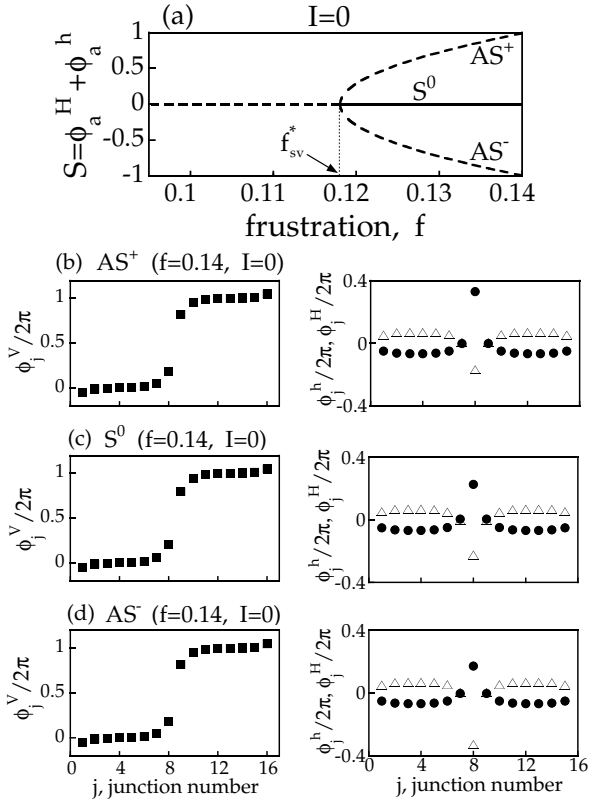 (a) I=0
S=ϕ_a^H +ϕ_a^h
1
0.5
0
-0.5
-1
AS⁺
S⁰
AS⁻
f*_sv
0.1 0.11 0.12 0.13 0.14
frustration, f
(b) AS⁺ (f=0.14, I=0)
ϕ_j^V/2π
1
0.5
0
ϕ_j^h/2π, ϕ_j^H/2π
0.4
0
-0.4
(c) S⁰ (f=0.14, I=0)
ϕ_j^V/2π
1
0.5
0
ϕ_j^h/2π, ϕ_j^H/2π
0.4
0
-0.4
(d) AS⁻ (f=0.14, I=0)
ϕ_j^V/2π
1
0.5
0
0 4 8 12 16
j, junction number
ϕ_j^h/2π, ϕ_j^H/2π
0.4
0
-0.4
0 4 8 12 16
j, junction number